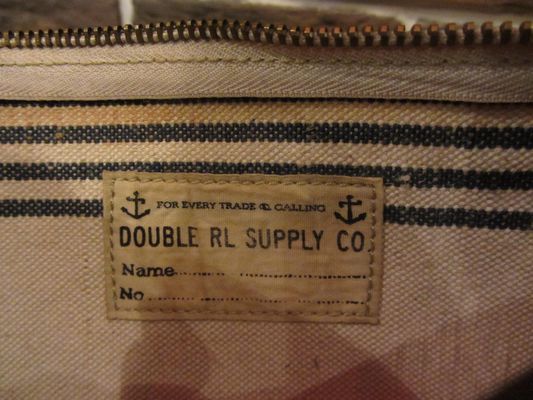 FOR EVERY TRADE & CALLING
DOUBLE RL SUPPLY CO.
Name....................
No.......................